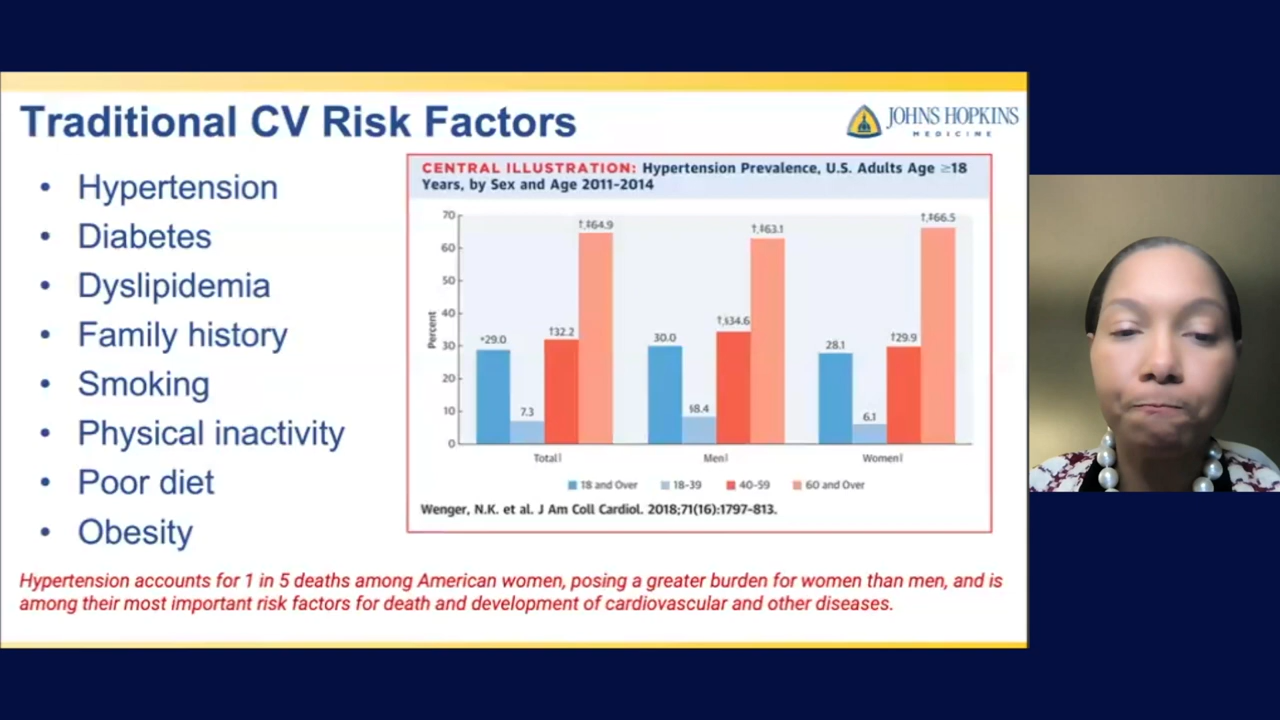 Traditional CV Risk Factors
JOHNS HOPKINS
MEDICINE
• Hypertension
• Diabetes
• Dyslipidemia
• Family history
• Smoking
• Physical inactivity
• Poor diet
• Obesity
CENTRAL ILLUSTRATION: Hypertension Prevalence, U.S. Adults Age ≥18
Years, by Sex and Age 2011-2014
Percent
70
60
50
40
30
20
10
0
*29.0
7.3
†32.2
†,‡64.9
30.0
§8.4
†,§34.6
†,‡63.1
28.1
6.1
†29.9
†,‡66.5
Total
Men
Women
18 and Over
18-39
40-59
60 and Over
Wenger, N.K. et al. J Am Coll Cardiol. 2018;71(16):1797-813.
Hypertension accounts for 1 in 5 deaths among American women, posing a greater burden for women than men, and is
among their most important risk factors for death and development of cardiovascular and other diseases.